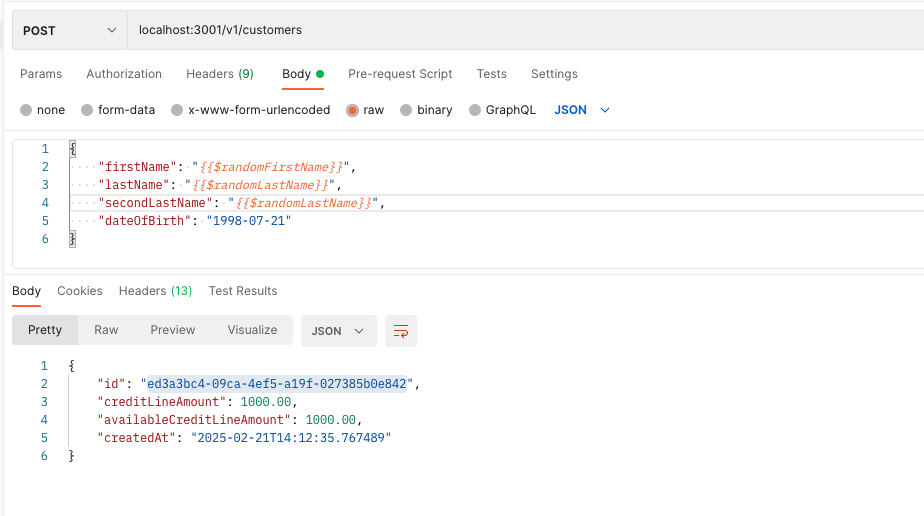 POST localhost:3001/v1/customers
Params Authorization Headers (9) Body Pre-request Script Tests Settings
none form-data x-www-form-urlencoded raw binary GraphQL JSON
1 {
2 "firstName": "{{$randomFirstName}}",
3 "lastName": "{{$randomLastName}}",
4 "secondLastName": "{{$randomLastName}}",
5 "dateOfBirth": "1998-07-21"
6 }
Body Cookies Headers (13) Test Results
Pretty Raw Preview Visualize JSON
1 {
2 "id": "ed3a3bc4-09ca-4ef5-a19f-027385b0e842",
3 "creditLineAmount": 1000.00,
4 "availableCreditLineAmount": 1000.00,
5 "createdAt": "2025-02-21T14:12:35.767489"
6 }